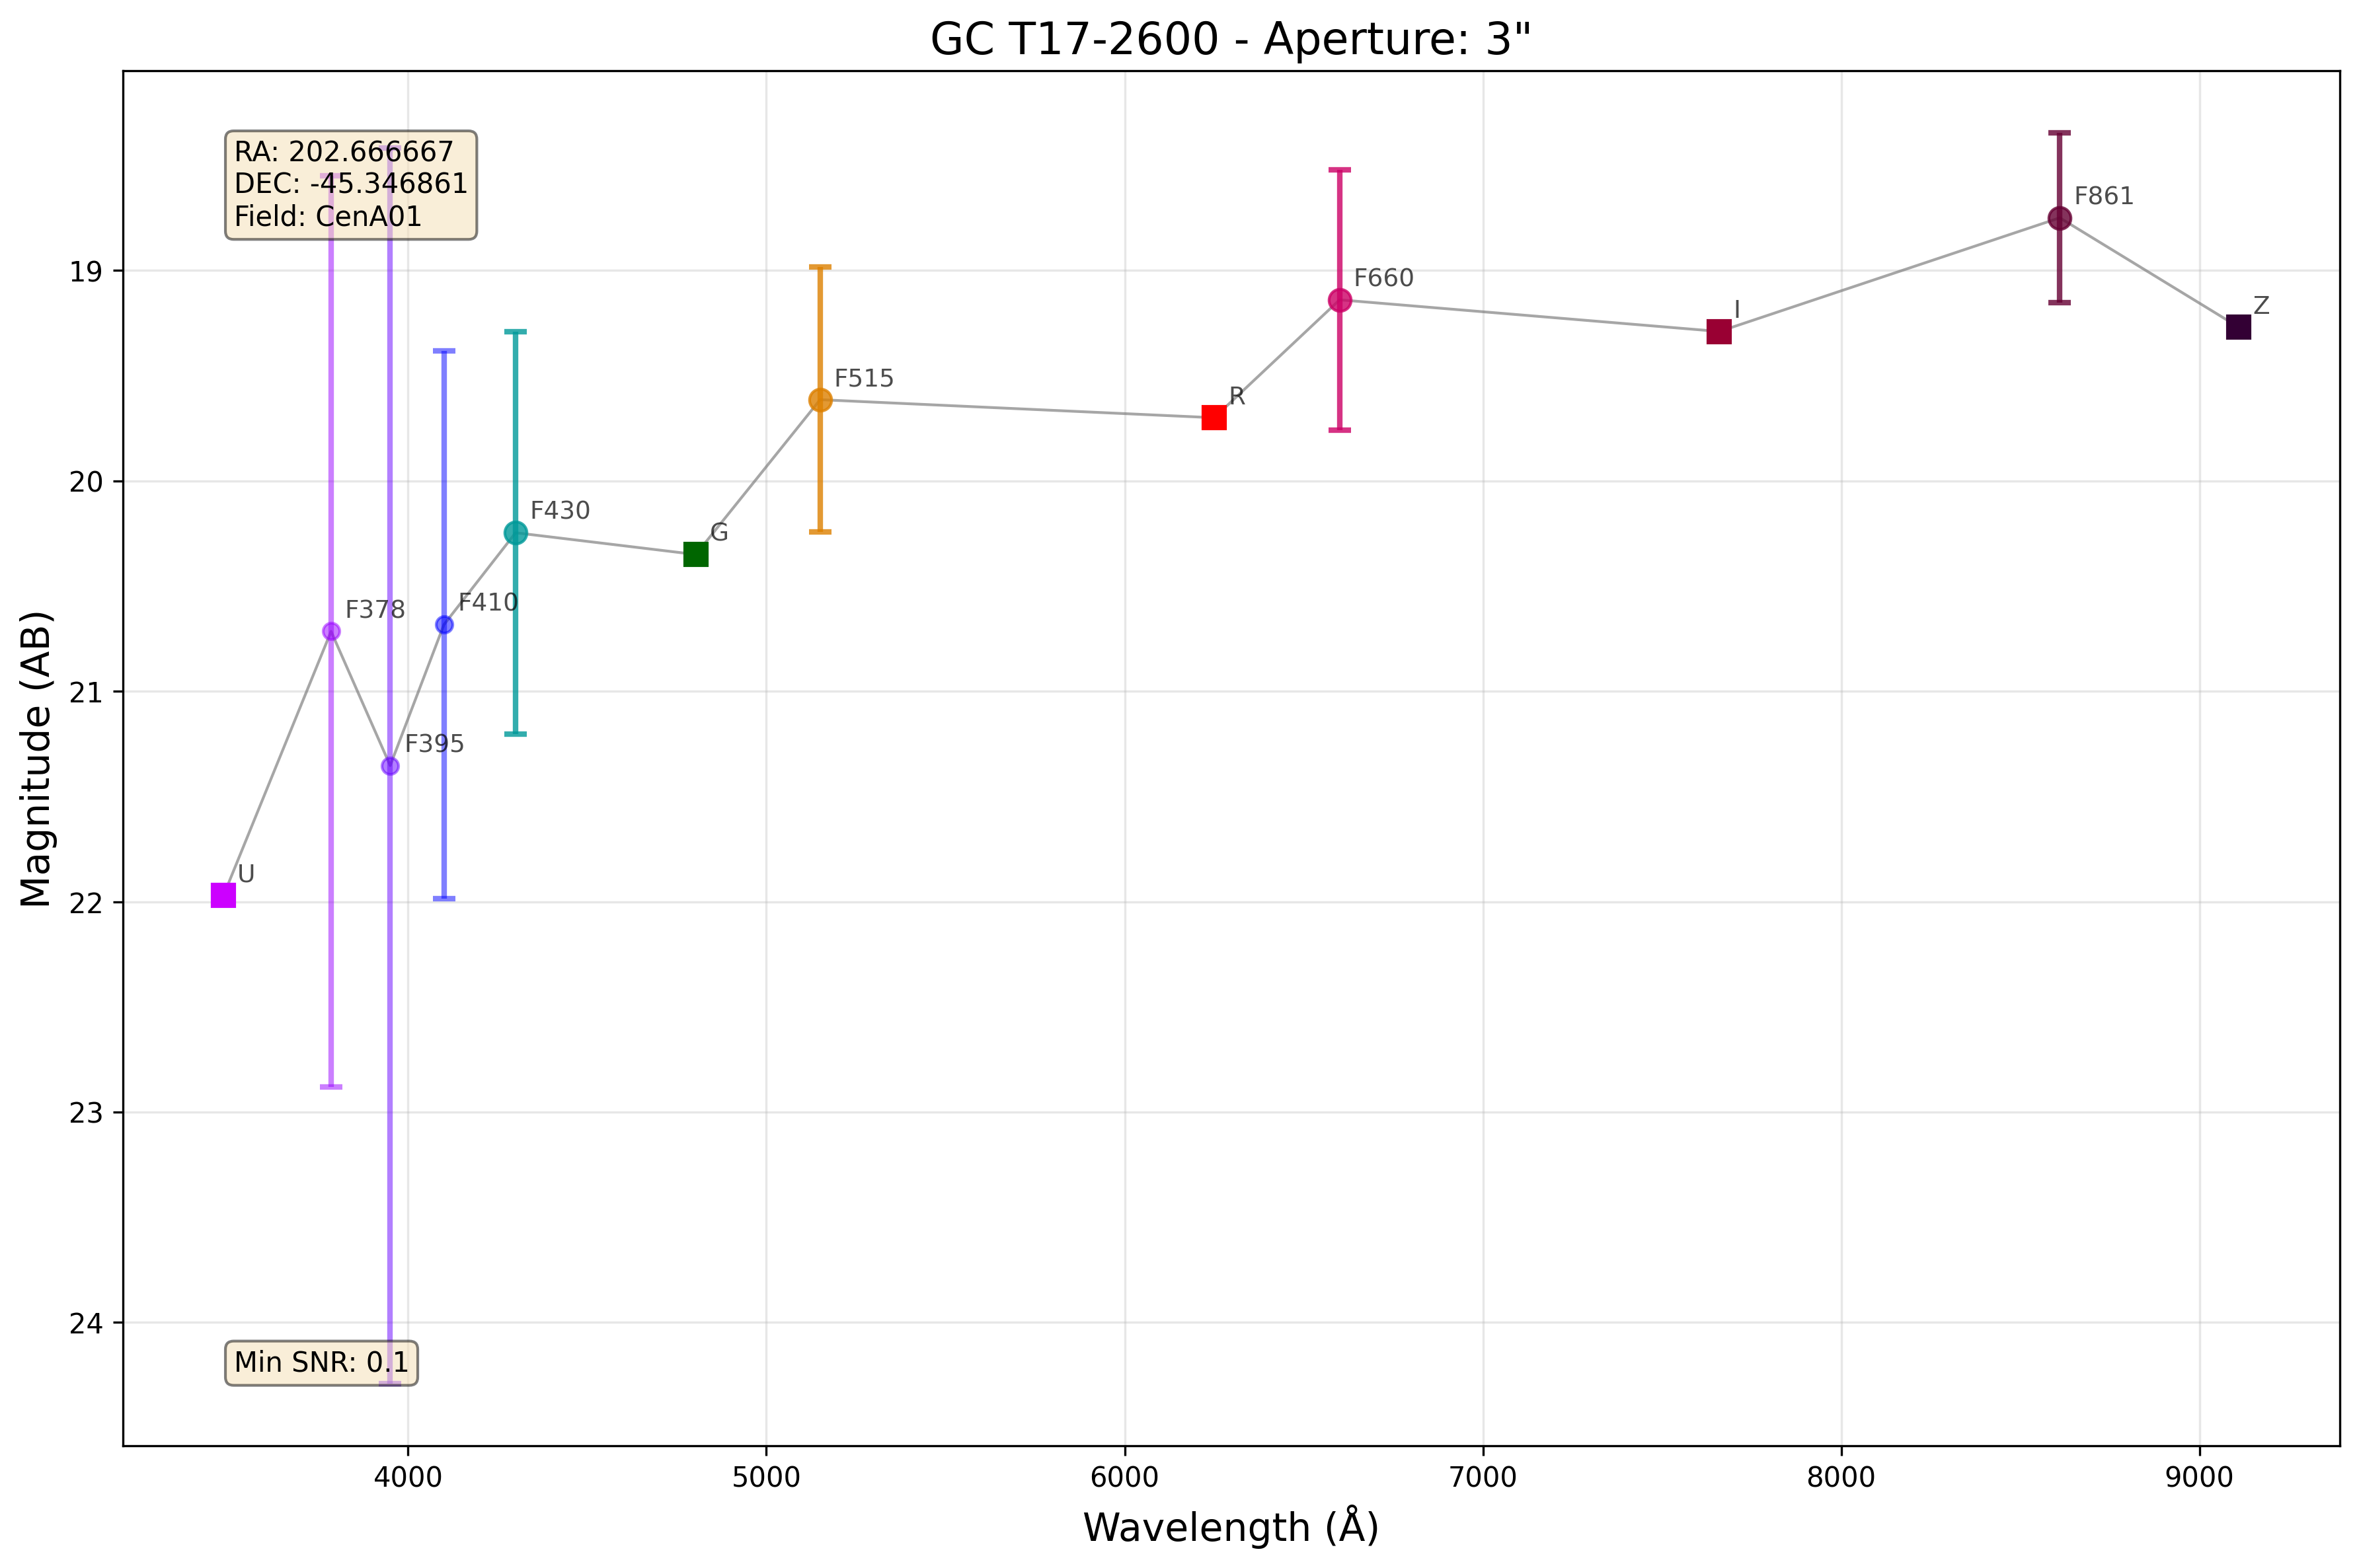 GC T17-2600 - Aperture: 3"
RA: 202.666667
DEC: -45.346861
Field: CenA01
F861
F660
Z
I
19
F515
R
F430
20
G
F378
F410
21
F395
U
22
23
24
Min SNR: 0.1
Magnitude (AB)
4000
5000
6000
7000
8000
9000
Wavelength (Å)